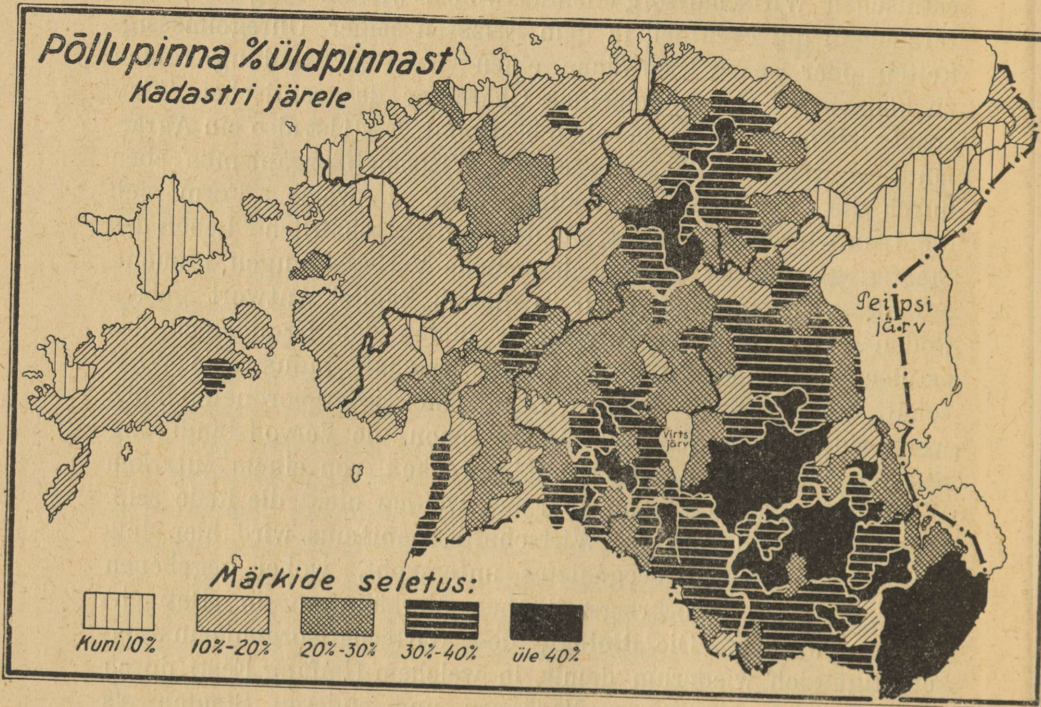 Põllupinna % üldpinnast
Kadastri järele
Peipsi
järv
Virts
järv
Märkide seletus:
Kuni 10%
10%-20%
20%-30%
30%-40%
üle 40%